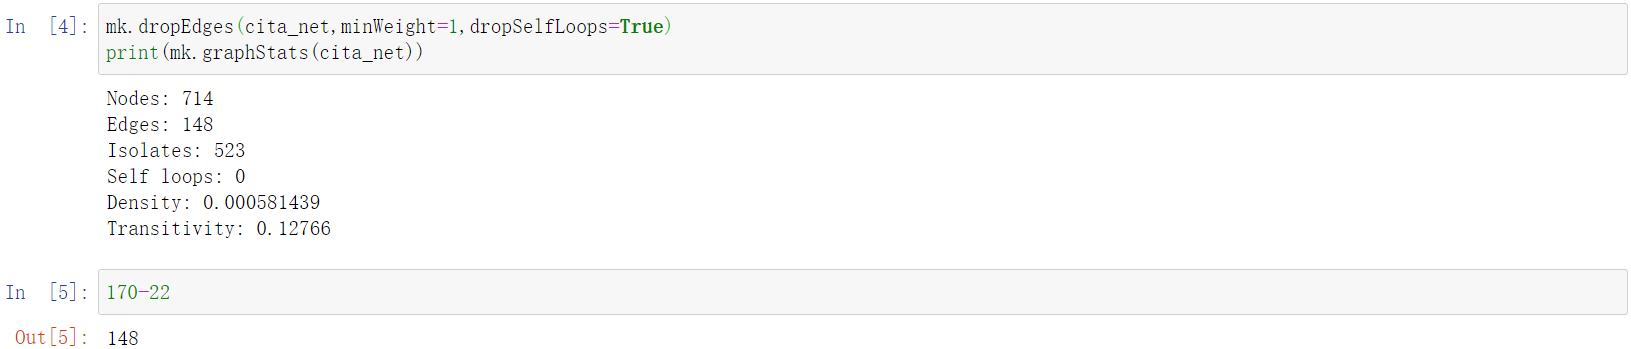 In [4]: mk.dropEdges(cita_net,minWeight=1,dropSelfLoops=True)
print(mk.graphStats(cita_net))
Nodes: 714
Edges: 148
Isolates: 523
Self loops: 0
Density: 0.000581439
Transitivity: 0.12766
In [5]: 170-22
Out[5]: 148